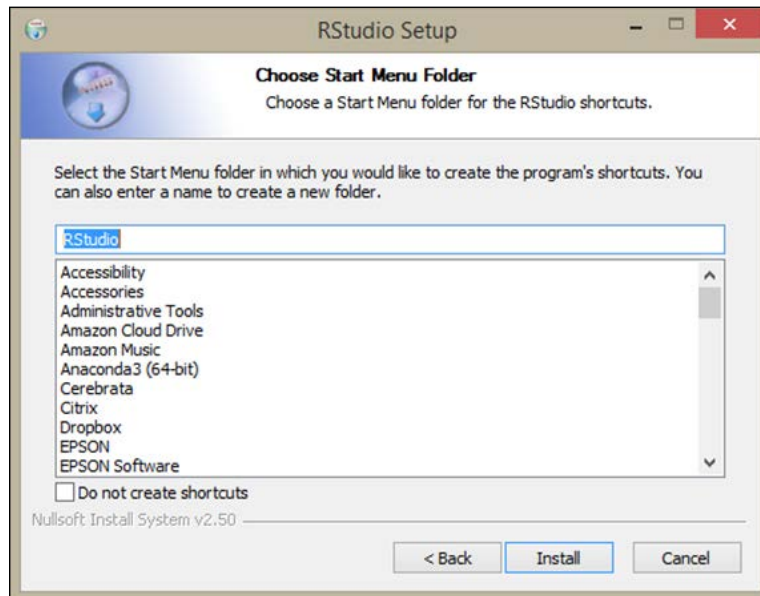 RStudio Setup
Choose Start Menu Folder
Choose a Start Menu folder for the RStudio shortcuts.
Select the Start Menu folder in which you would like to create the program's shortcuts. You
can also enter a name to create a new folder.
RStudio
Accessibility
Accessories
Administrative Tools
Amazon Cloud Drive
Amazon Music
Anaconda3 (64-bit)
Cerebrata
Citrix
Dropbox
EPSON
EPSON Software
Do not create shortcuts
Nullsoft Install System v2.50
< Back
Install
Cancel